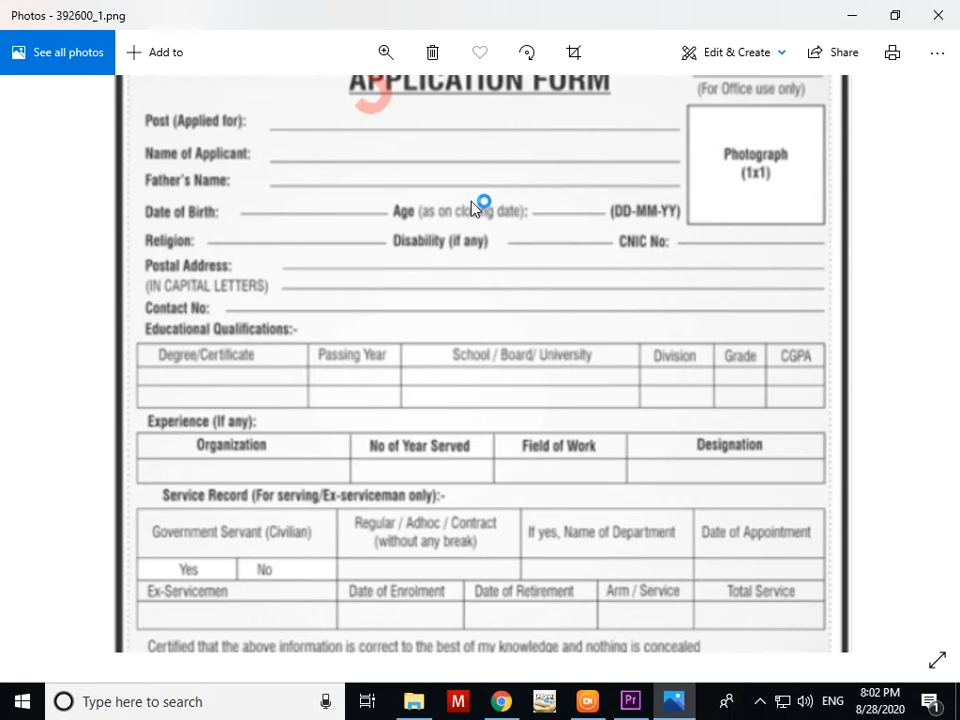 Photos - 392600_1.png
See all photos
Add to
Edit & Create
Share
APPLICATION FORM
(For Office use only)
Post (Applied for):
Photograph
(1x1)
Name of Applicant:
Father's Name:
Date of Birth:
Age (as on closing date):
(DD-MM-YY)
Religion:
Disability (if any)
CNIC No:
Postal Address:
(IN CAPITAL LETTERS)
Contact No:
Educational Qualifications:-
Degree/Certificate
Passing Year
School / Board/ University
Division
Grade
CGPA
Experience (If any):
Organization
No of Year Served
Field of Work
Designation
Service Record (For serving/Ex-serviceman only):-
Government Servant (Civilian)
Regular / Adhoc / Contract
(without any break)
If yes, Name of Department
Date of Appointment
Yes
No
Ex-Servicemen
Date of Enrolment
Date of Retirement
Arm / Service
Total Service
Certified that the above information is correct to the best of my knowledge and nothing is concealed
Type here to search
M
Pr
ENG
8:02 PM
8/28/2020
1